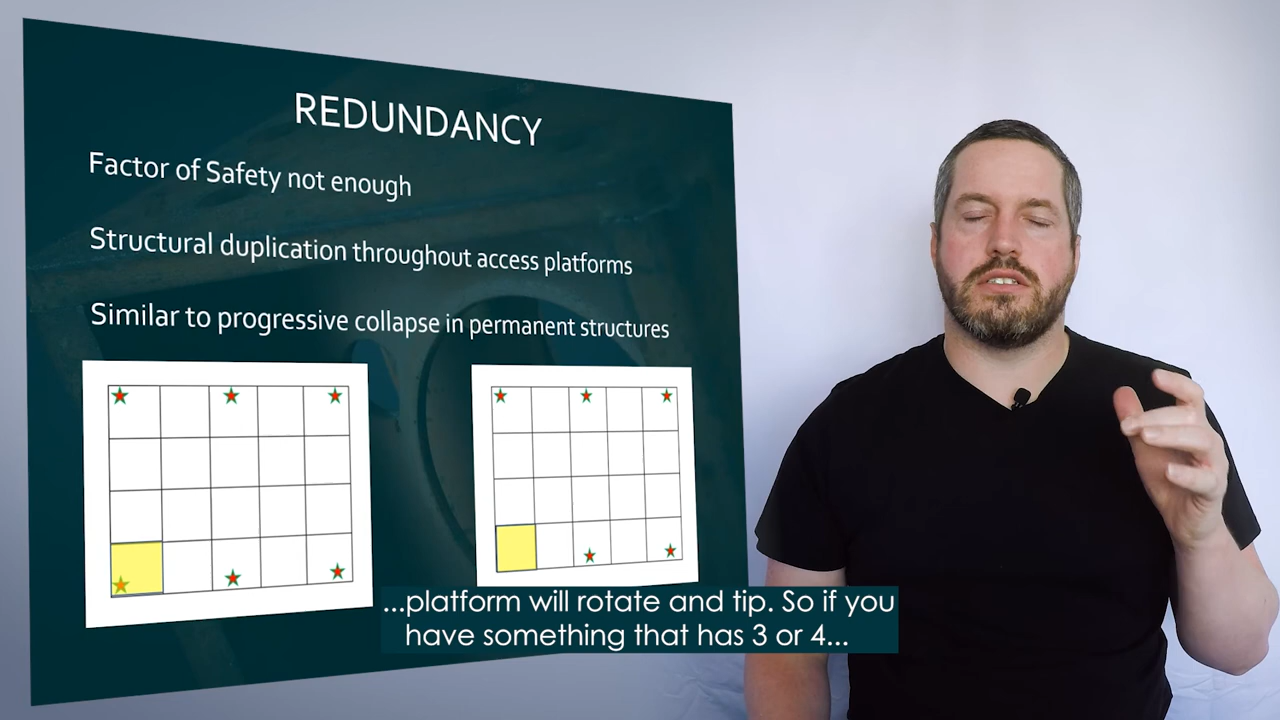 REDUNDANCY
Factor of Safety not enough
Structural duplication throughout access platforms
Similar to progressive collapse in permanent structures
...platform will rotate and tip. So if you
have something that has 3 or 4...